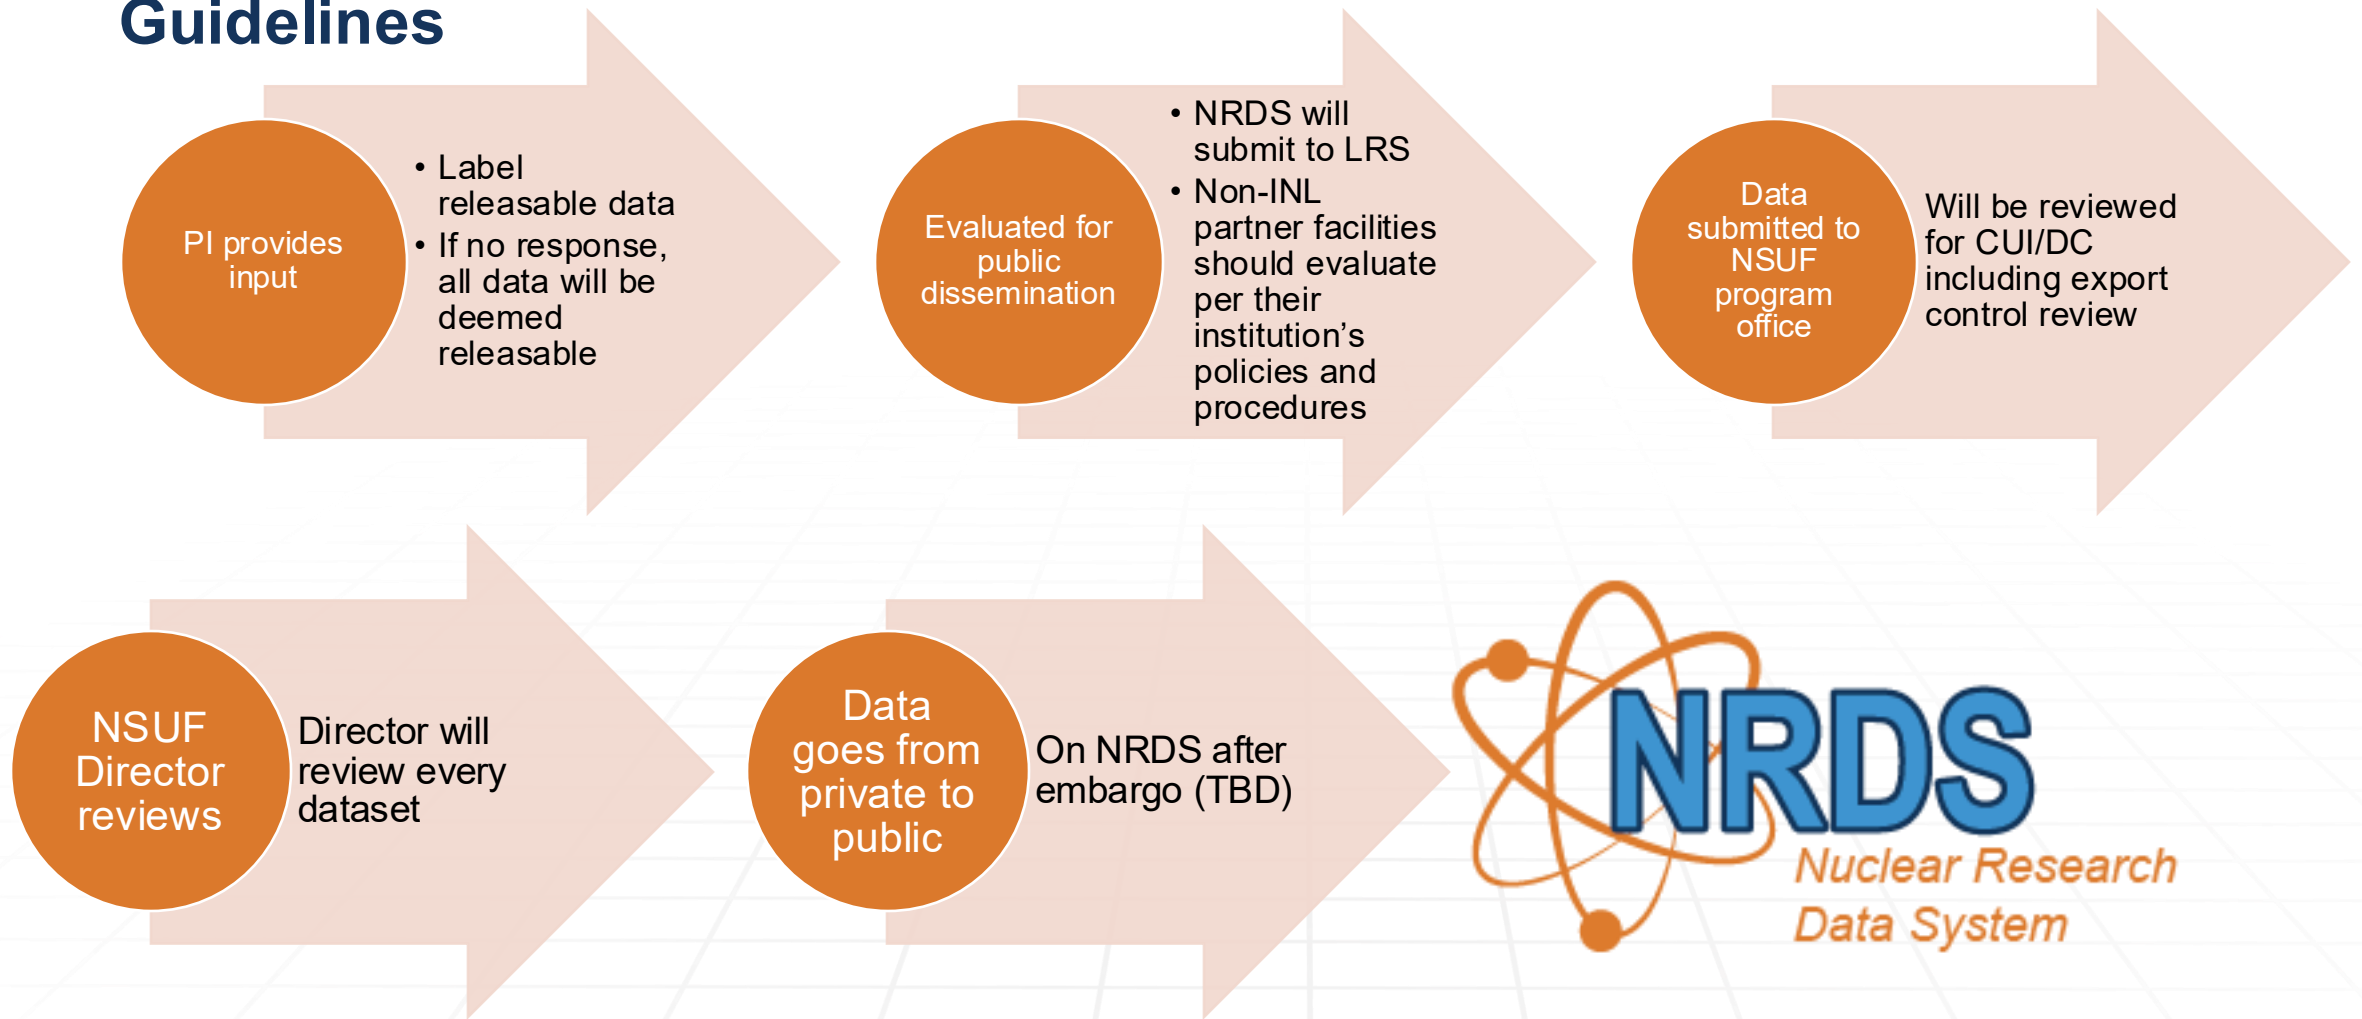 Guidelines
PI provides
input
• Label
releasable data
• If no response,
all data will be
deemed
releasable
Evaluated for
public
dissemination
• NRDS will
submit to LRS
• Non-INL
partner facilities
should evaluate
per their
institution’s
policies and
procedures
Data
submitted to
NSUF
program
office
Will be reviewed
for CUI/DC
including export
control review
NSUF
Director
reviews
Director will
review every
dataset
Data
goes from
private to
public
On NRDS after
embargo (TBD)
NRDS
Nuclear Research
Data System